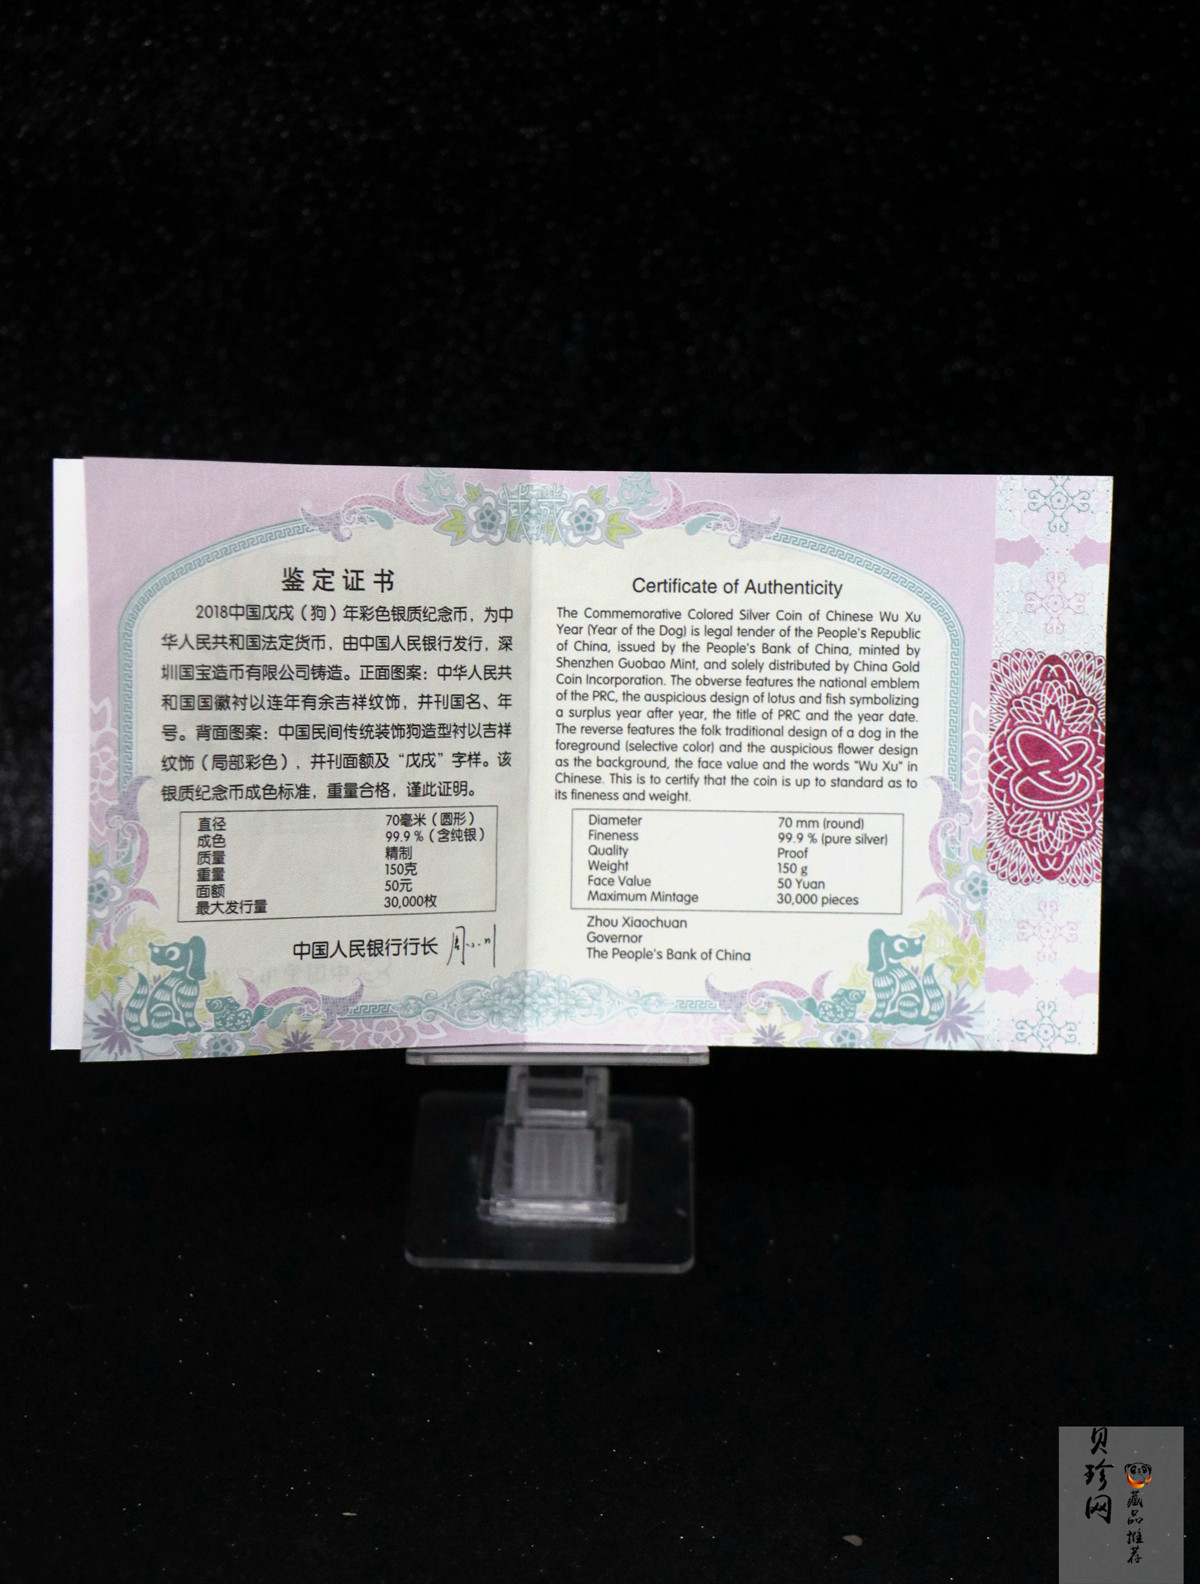 鉴定证书
2018中国戊戌（狗）年彩色银质纪念币，为中
华人民共和国法定货币，由中国人民银行发行，深
圳国宝造币有限公司铸造。正面图案：中华人民共
和国国徽衬以连年有余吉祥纹饰，并刊国名、年
号。背面图案：中国民间传统装饰狗造型衬以吉祥
纹饰（局部彩色），并刊面额及“戊戌”字样。该
银质纪念币成色标准，重量合格，谨此证明。
直径 70毫米（圆形）
成色 99.9％（含纯银）
质量 精制
重量 150克
面额 50元
最大发行量 30,000枚
中国人民银行行长 周小川
Certificate of Authenticity
The Commemorative Colored Silver Coin of Chinese Wu Xu
Year (Year of the Dog) is legal tender of the People's Republic
of China, issued by the People's Bank of China, minted by
Shenzhen Guobao Mint, and solely distributed by China Gold
Coin Incorporation. The obverse features the national emblem
of the PRC, the auspicious design of lotus and fish symbolizing
a surplus year after year, the title of PRC and the year date.
The reverse features the folk traditional design of a dog in the
foreground (selective color) and the auspicious flower design
as the background, the face value and the words "Wu Xu" in
Chinese. This is to certify that the coin is up to standard as to
its fineness and weight.
Diameter 70 mm (round)
Fineness 99.9 % (pure silver)
Quality Proof
Weight 150 g
Face Value 50 Yuan
Maximum Mintage 30,000 pieces
Zhou Xiaochuan
Governor
The People's Bank of China
贝珍网
藏品推荐